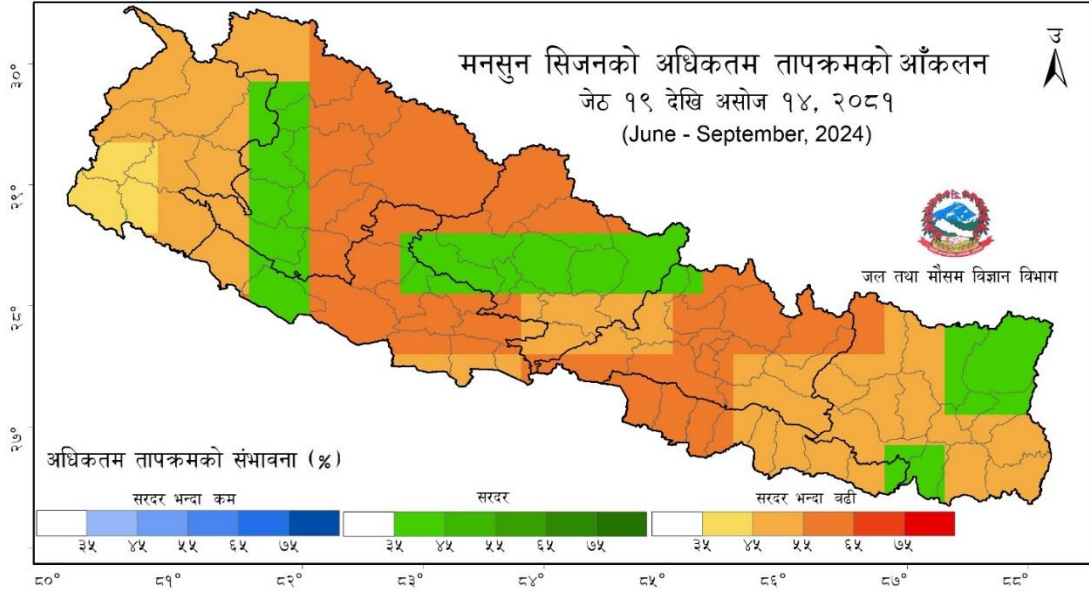 मनसुन सिजनको अधिकतम तापक्रमको आँकलन
जेठ १९ देखि असोज १४, २०८१
(June - September, 2024)
उ
३०°
२९°
२८°
२७°
जल तथा मौसम विज्ञान विभाग
अधिकतम तापक्रमको संभावना (%)
सरदर भन्दा कम
सरदर
सरदर भन्दा बढी
३५ ४५ ५५ ६५ ७५
३५ ४५ ५५ ६५ ७५
३५ ४५ ५५ ६५ ७५
८०° ८१° ८२° ८३° ८४° ८५° ८६° ८७° ८८°